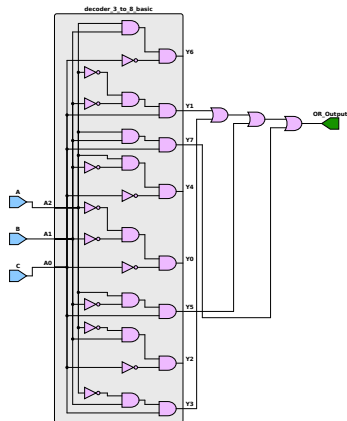 decoder_3_to_8_basic
Y6
Y1
OR_Output
Y7
Y4
A
A2
B
A1
C
A0
Y0
Y5
Y2
Y3